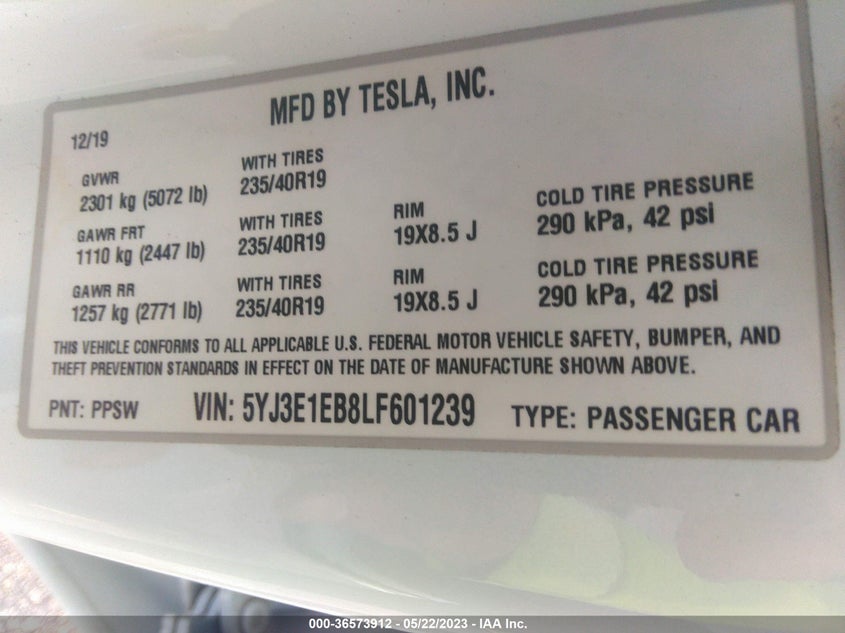 MFD BY TESLA, INC.
12/19
GVWR
2301 kg (5072 lb)
WITH TIRES
235/40R19
GAWR FRT
1110 kg (2447 lb)
WITH TIRES
235/40R19
RIM
19X8.5 J
COLD TIRE PRESSURE
290 kPa, 42 psi
GAWR RR
1257 kg (2771 lb)
WITH TIRES
235/40R19
RIM
19X8.5 J
COLD TIRE PRESSURE
290 kPa, 42 psi
THIS VEHICLE CONFORMS TO ALL APPLICABLE U.S. FEDERAL MOTOR VEHICLE SAFETY, BUMPER, AND
THEFT PREVENTION STANDARDS IN EFFECT ON THE DATE OF MANUFACTURE SHOWN ABOVE.
PNT: PPSW VIN: 5YJ3E1EB8LF601239 TYPE: PASSENGER CAR
000-36573912 - 05/22/2023 - IAA Inc.